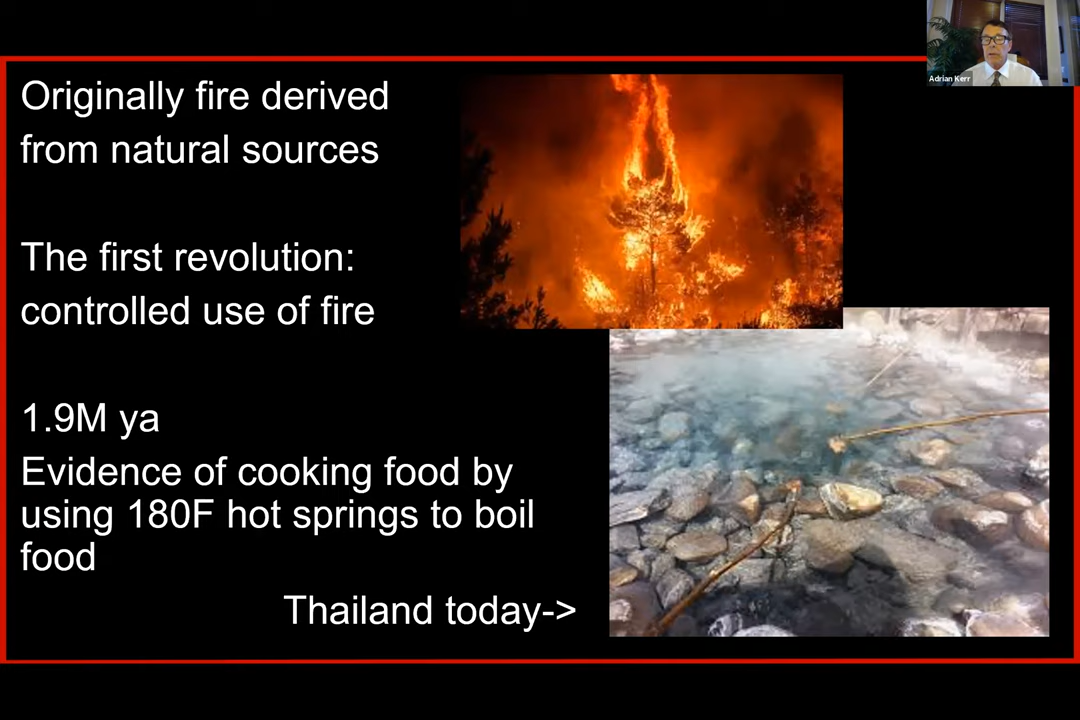 Originally fire derived
from natural sources
The first revolution:
controlled use of fire
1.9M ya
Evidence of cooking food by
using 180F hot springs to boil
food
Thailand today->
Adrian Kerr